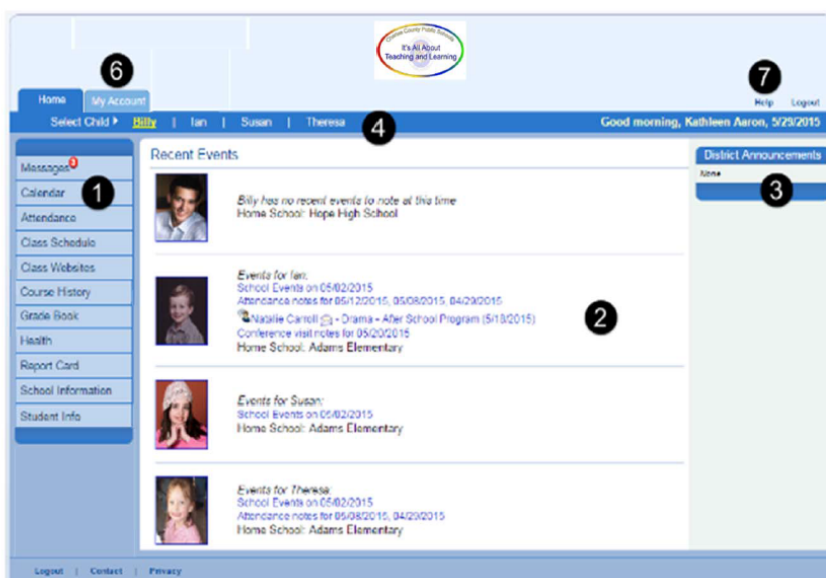 Orange County Public Schools
It's All About
Teaching and Learning
6
7
Home My Account
Help Logout
Select Child Billy | Ian | Susan | Theresa
4
Good morning, Kathleen Aaron, 5/29/2015
Messages 3
Calendar
1
Attendance
Class Schedule
Class Websites
Course History
Grade Book
Health
Report Card
School Information
Student Info
Recent Events
Billy has no recent events to note at this time
Home School: Hope High School
Events for Ian:
School Events on 05/02/2015
Attendance notes for 05/12/2015, 05/08/2015, 04/29/2015
Natalie Carroll - Drama - After School Program (5/18/2015)
Conference visit notes for 05/20/2015
Home School: Adams Elementary
2
Events for Susan:
School Events on 05/02/2015
Home School: Adams Elementary
Events for Theresa:
School Events on 05/02/2015
Attendance notes for 05/08/2015, 04/29/2015
Home School: Adams Elementary
District Announcements
None
3
Logout | Contact | Privacy